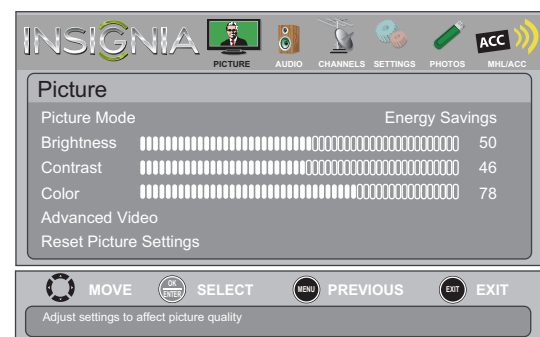 INSIGNIA
PICTURE AUDIO CHANNELS SETTINGS PHOTOS MHL/ACC
ACC
Picture
Picture Mode Energy Savings
Brightness 50
Contrast 46
Color 78
Advanced Video
Reset Picture Settings
MOVE OK ENTER SELECT MENU PREVIOUS EXIT EXIT
Adjust settings to affect picture quality